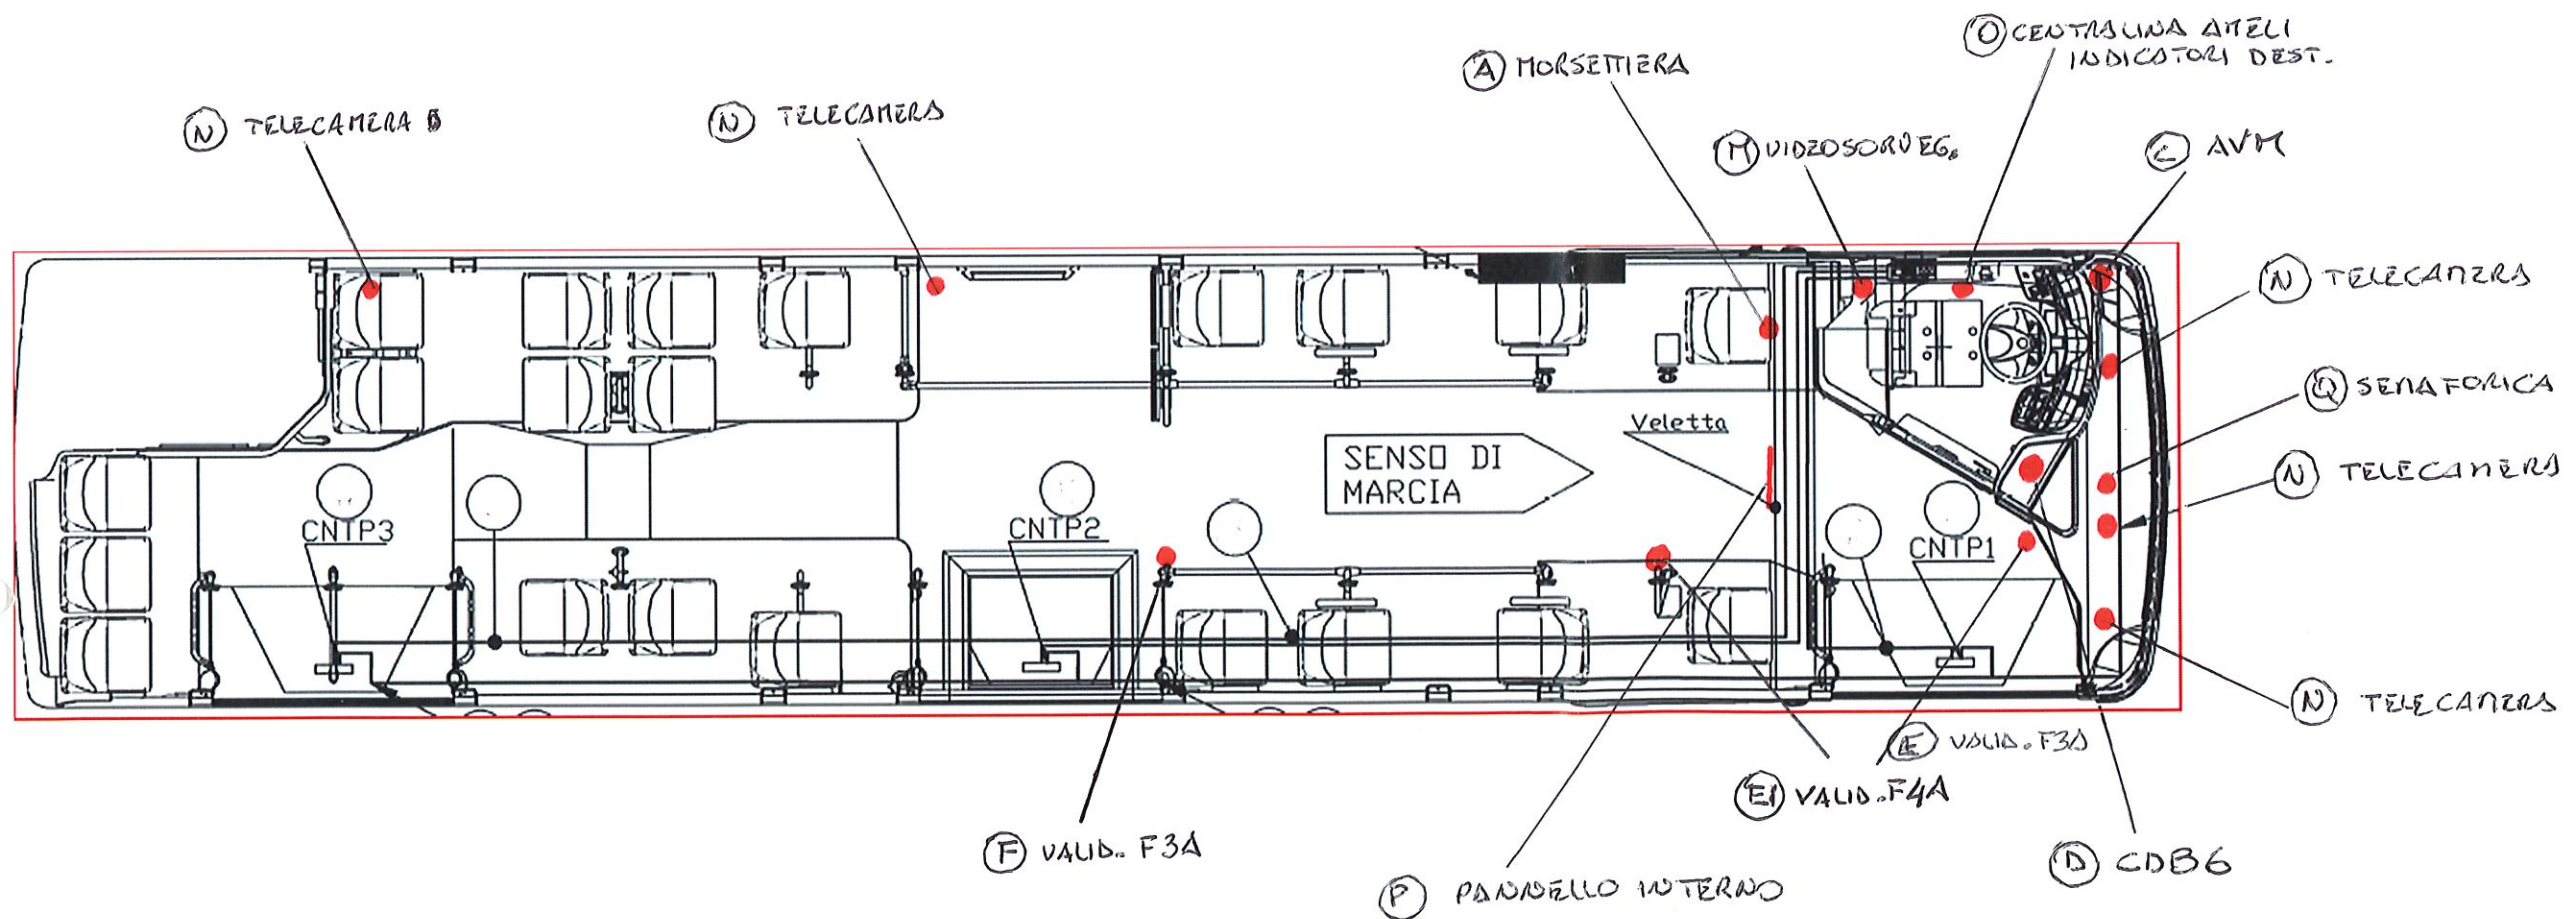 Ⓞ CENTRALINA AMELI
INDICATORI DEST.
Ⓐ MORSETTIERA
Ⓝ TELECAMERA
Ⓝ TELECAMERA
Ⓜ VIDEOSORVEG.
Ⓒ AVM
Ⓝ TELECAMERA
Ⓠ SEMAFORICA
Veletta
SENSO DI
MARCIA
Ⓝ TELECAMERA
CNTP3
CNTP2
CNTP1
Ⓝ TELECAMERA
Ⓔ VALID. F3A
(E1) VALID. F4A
Ⓕ VALID. F3A
Ⓓ CDB6
Ⓟ PANNELLO INTERNO